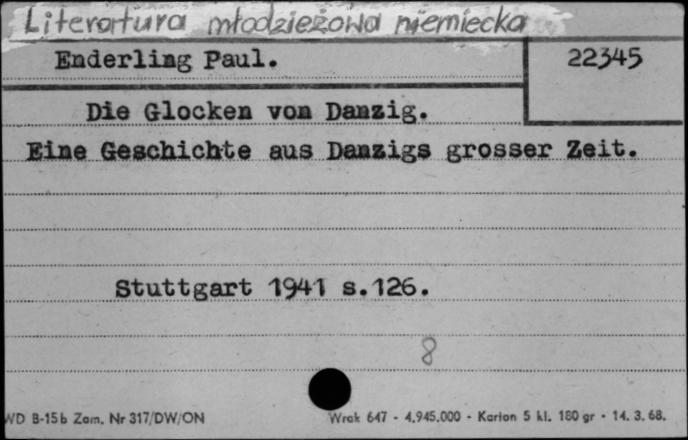 Literatura młodzieżowa niemiecka
Enderling Paul.
22345
Die Glocken von Danzig.
Eine Geschichte aus Danzigs grosser Zeit.
Stuttgart 1941 s.126.
8
WD B-15b Zam. Nr 317/DW/ON
Wrak 647 - 4.945.000 - Karton 5 kl. 180 gr - 14. 3. 68.